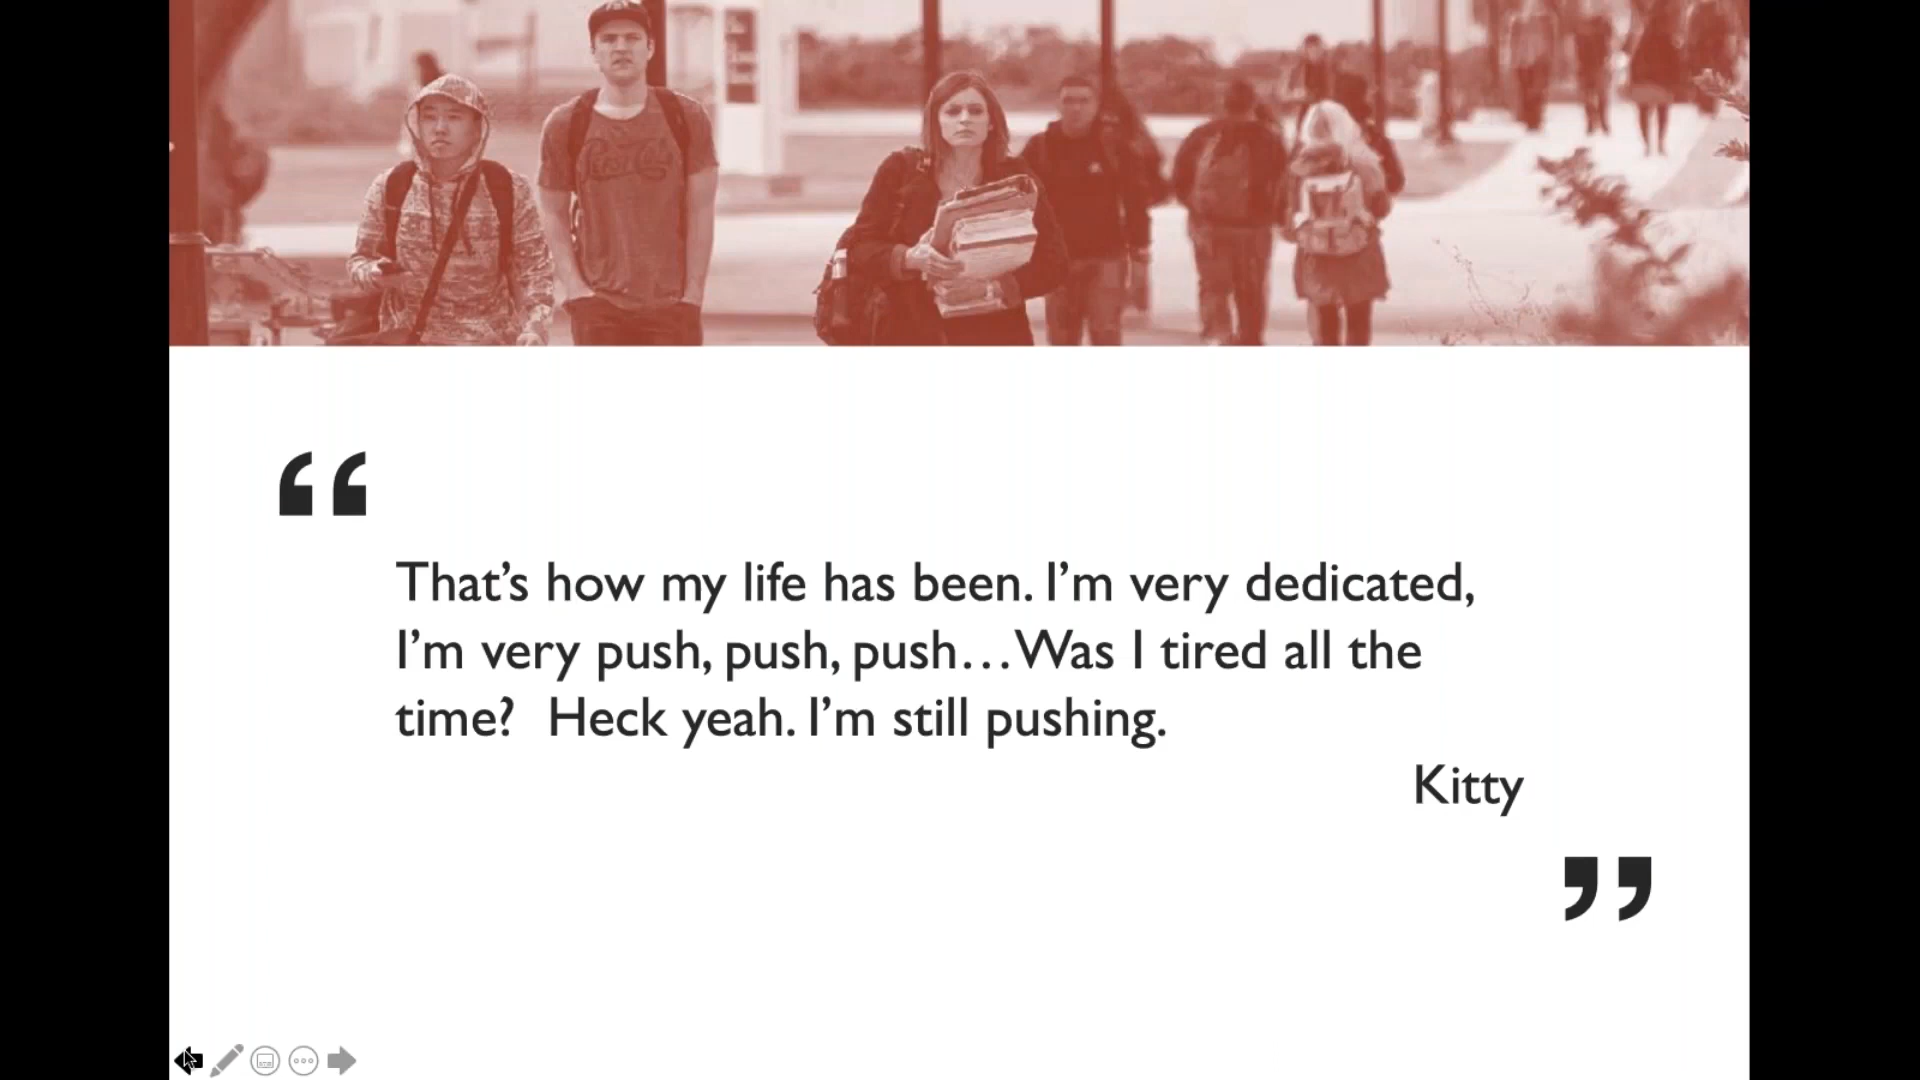 “
That’s how my life has been. I’m very dedicated,
I’m very push, push, push…Was I tired all the
time?  Heck yeah. I’m still pushing.
Kitty
”